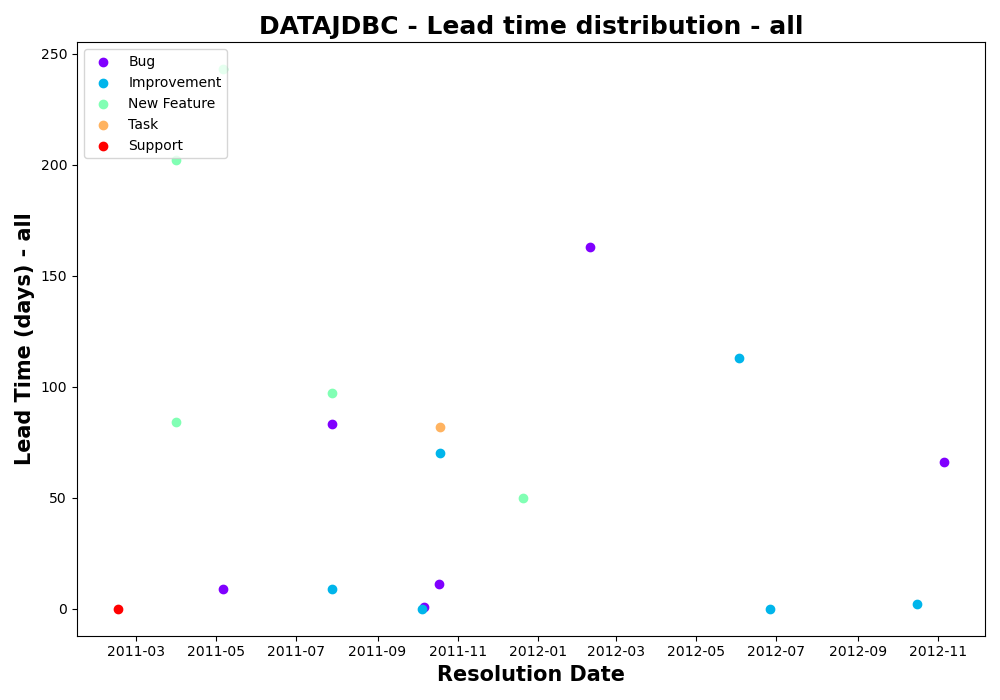 DATAJDBC - Lead time distribution - all
Bug
Improvement
New Feature
Task
Support
Lead Time (days) - all
250
200
150
100
50
0
2011-03 2011-05 2011-07 2011-09 2011-11 2012-01 2012-03 2012-05 2012-07 2012-09 2012-11
Resolution Date